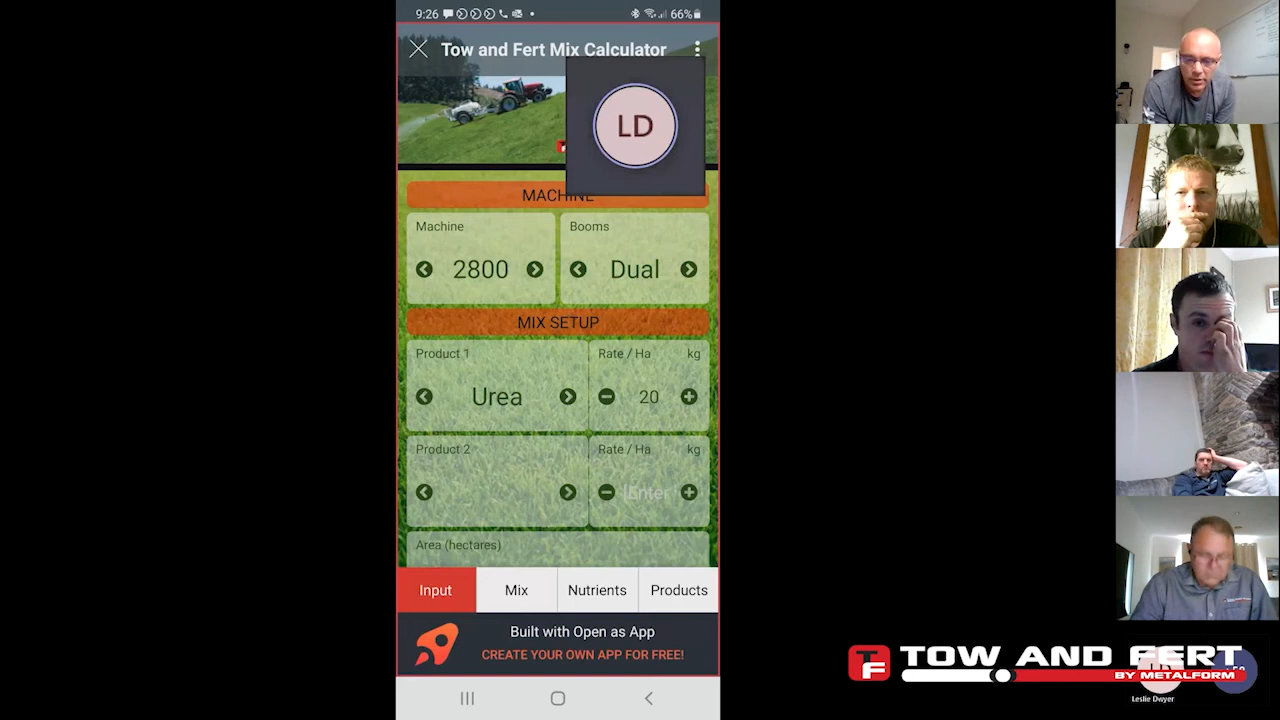 9:26
66%
Tow and Fert Mix Calculator
LD
MACHINE
Machine
Booms
2800
Dual
MIX SETUP
Product 1
Rate / Ha
kg
Urea
20
Product 2
Rate / Ha
kg
Enter
Area (hectares)
Input
Mix
Nutrients
Products
Built with Open as App
CREATE YOUR OWN APP FOR FREE!
TF
TOW AND FERT
BY METALFORM
Leslie Dwyer